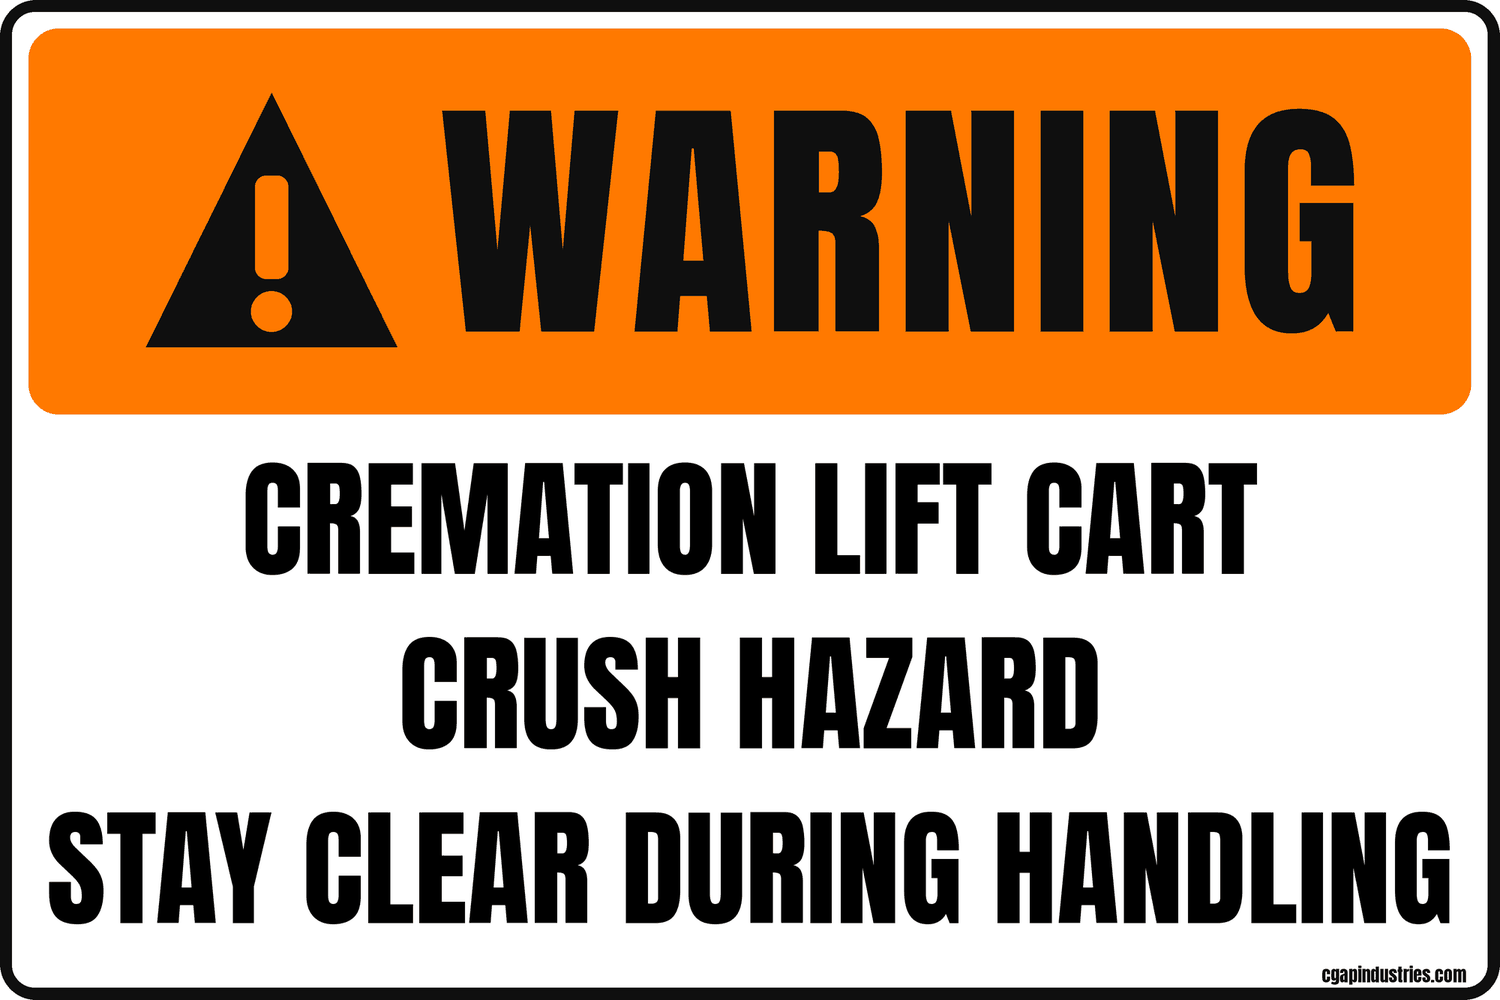 WARNING
CREMATION LIFT CART
CRUSH HAZARD
STAY CLEAR DURING HANDLING
cgapindustries.com